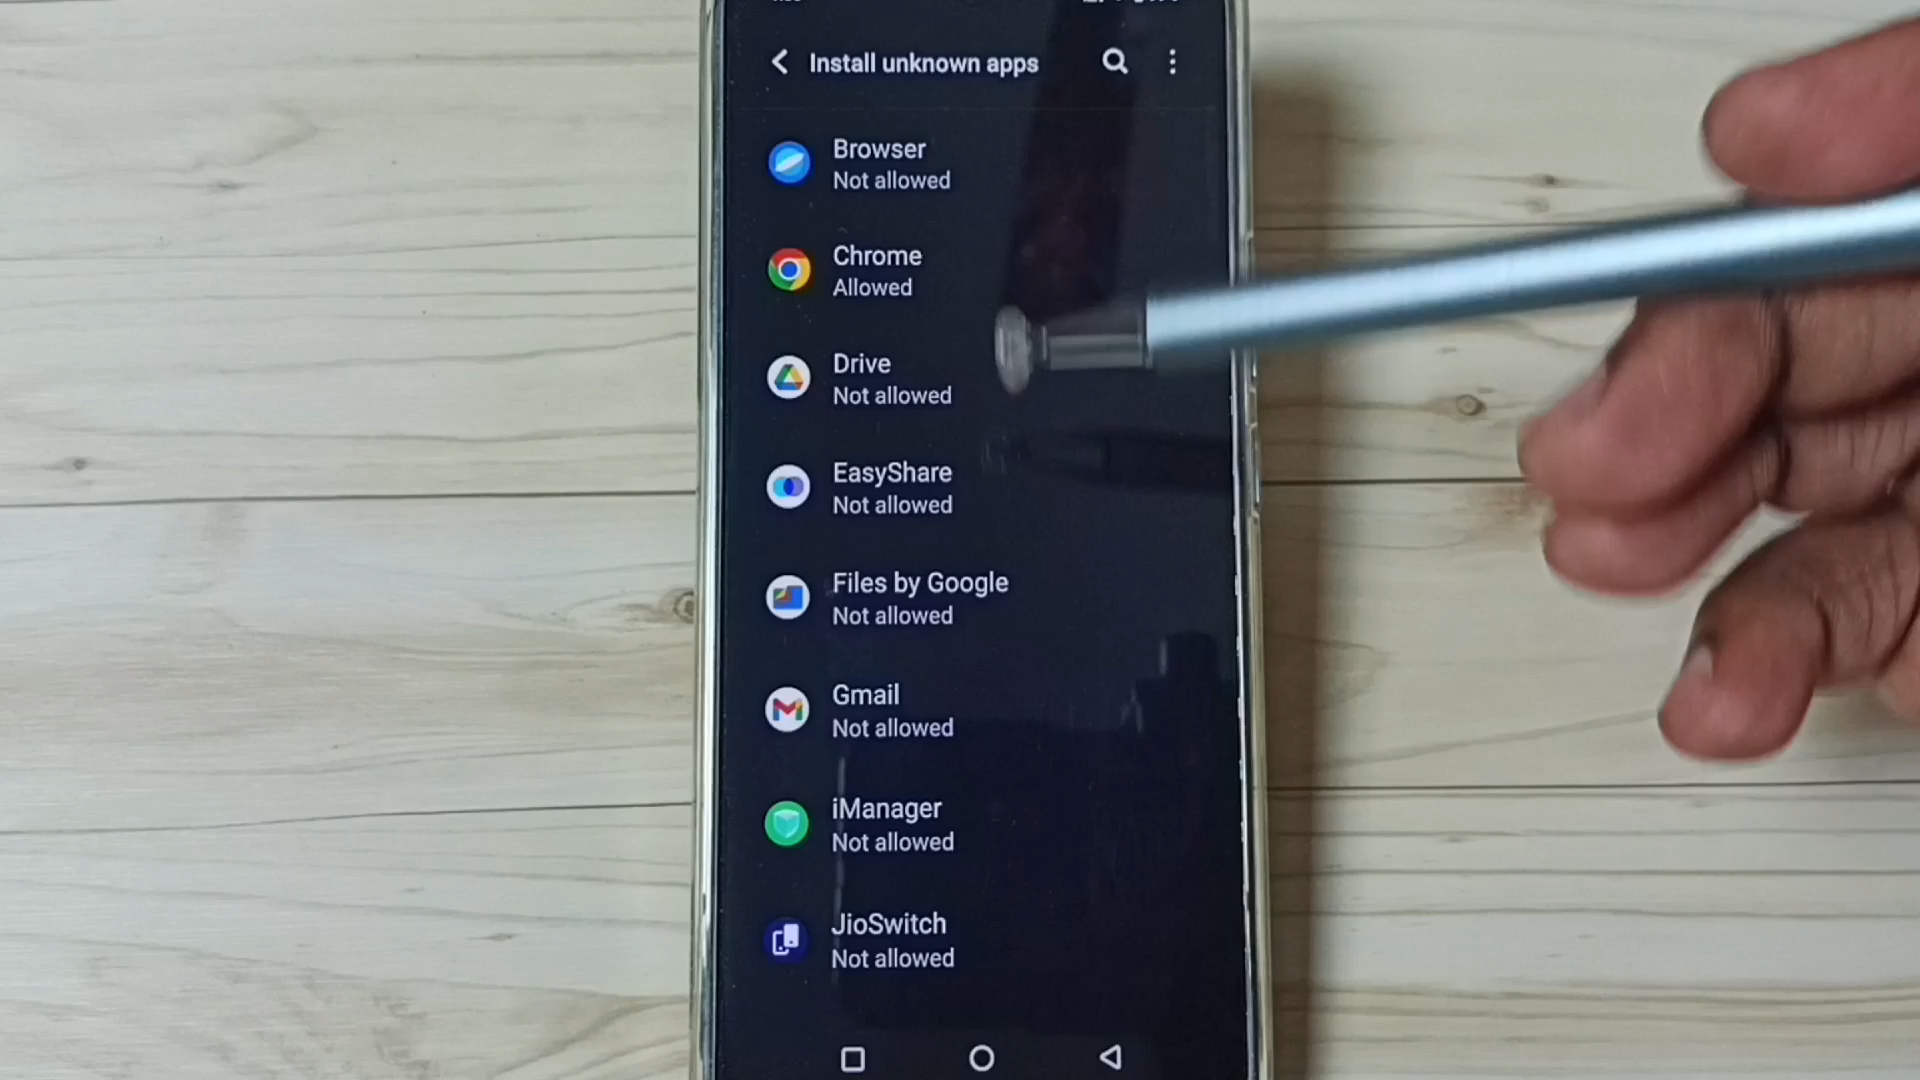 Install unknown apps
Browser
Not allowed
Chrome
Allowed
Drive
Not allowed
EasyShare
Not allowed
Files by Google
Not allowed
Gmail
Not allowed
iManager
Not allowed
JioSwitch
Not allowed